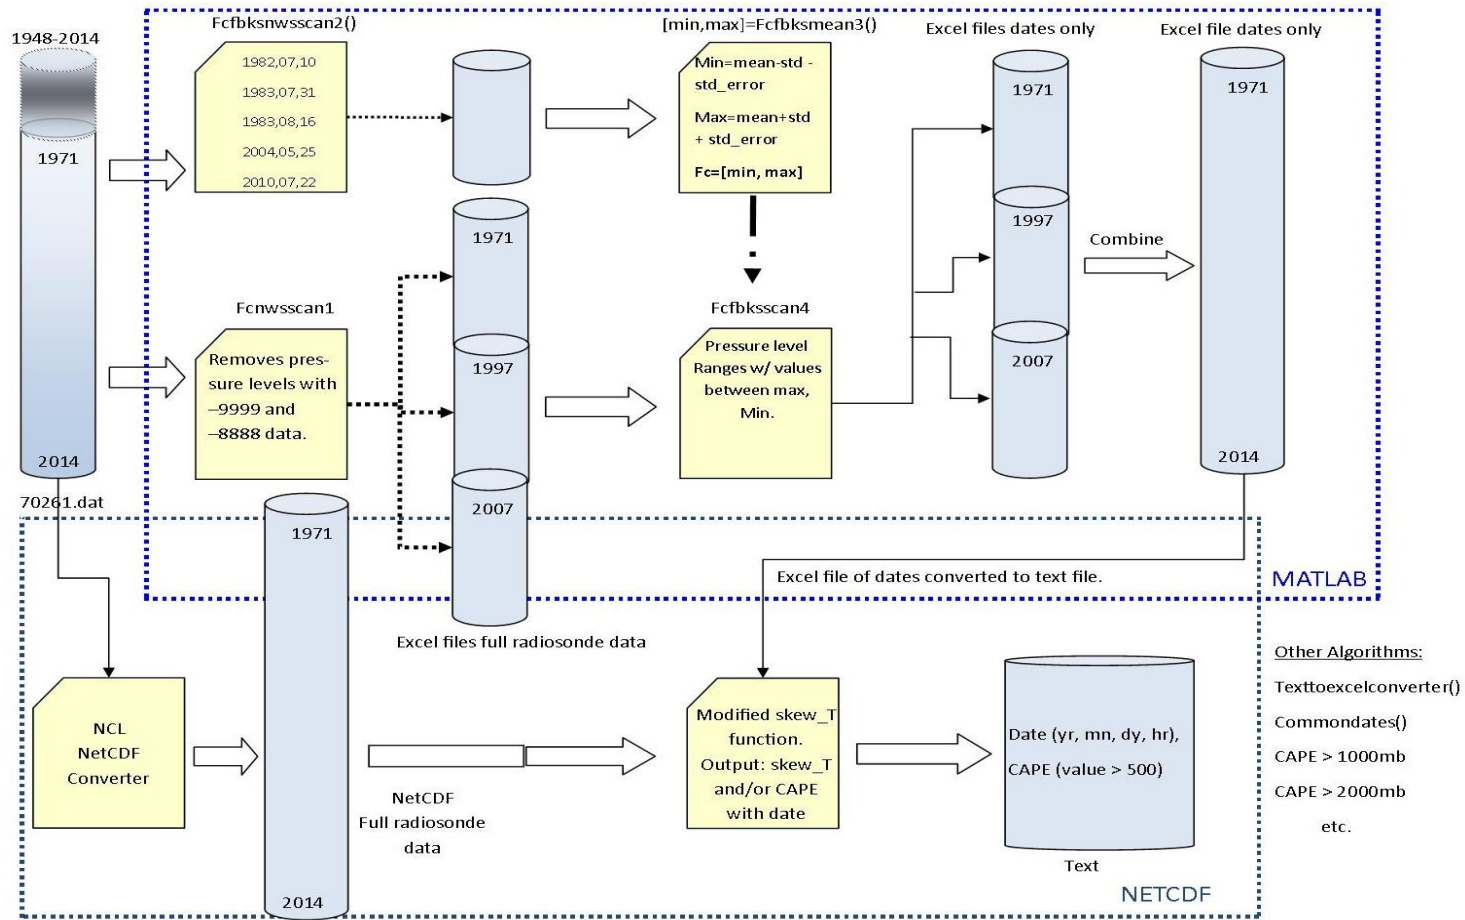 1948-2014
1971
2014
70261.dat
Fcfbksnwsscan2()
1982,07,10
1983,07,31
1983,08,16
2004,05,25
2010,07,22
[min,max]=Fcfbksmean3()
Min=mean-std -
std_error
Max=mean+std
+ std_error
Fc=[min, max]
Excel files dates only
1971
1997
2007
Combine
Excel file dates only
1971
2014
Fcnwsscan1
Removes pres-
sure levels with
–9999 and
–8888 data.
1971
1997
2007
Excel files full radiosonde data
Fcfbksscan4
Pressure level
Ranges w/ values
between max,
Min.
Excel file of dates converted to text file.
MATLAB
NCL
NetCDF
Converter
1971
2014
NetCDF
Full radiosonde
data
Modified skew_T
function.
Output: skew_T
and/or CAPE
with date
Date (yr, mn, dy, hr),
CAPE (value > 500)
Text
NETCDF
Other Algorithms:
Texttoexcelconverter()
Commondates()
CAPE > 1000mb
CAPE > 2000mb
etc.